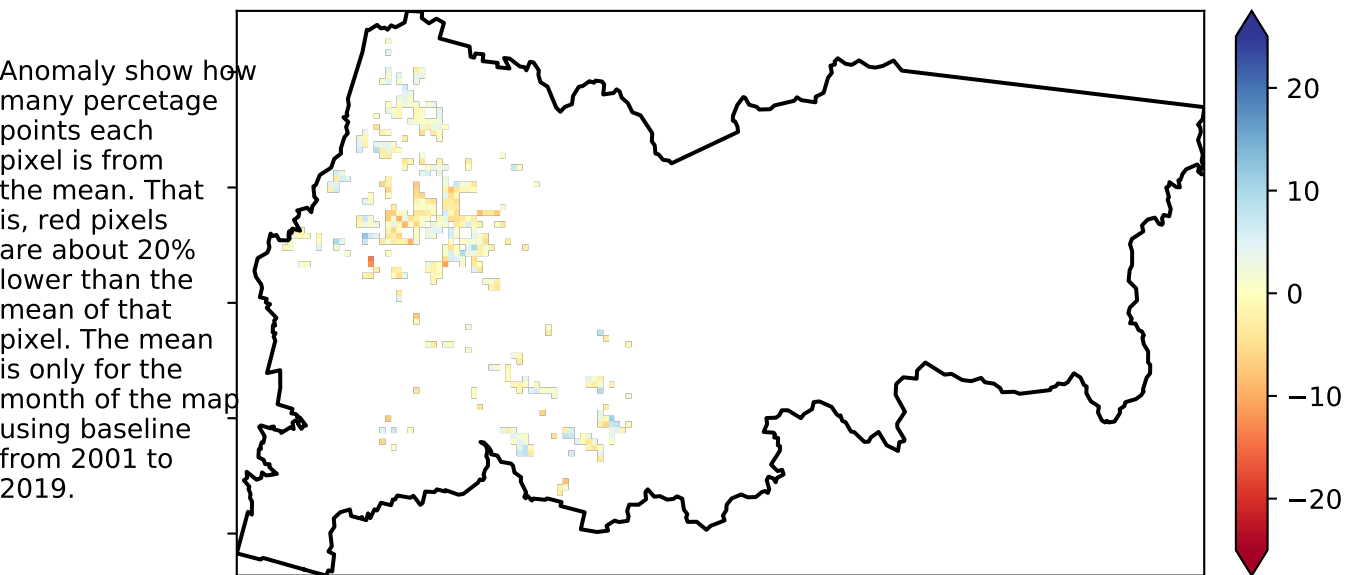 Anomaly show how
many percetage
points each
pixel is from
the mean. That
is, red pixels
are about 20%
lower than the
mean of that
pixel. The mean
is only for the
month of the map
using baseline
from 2001 to
2019.
20
10
0
−10
−20